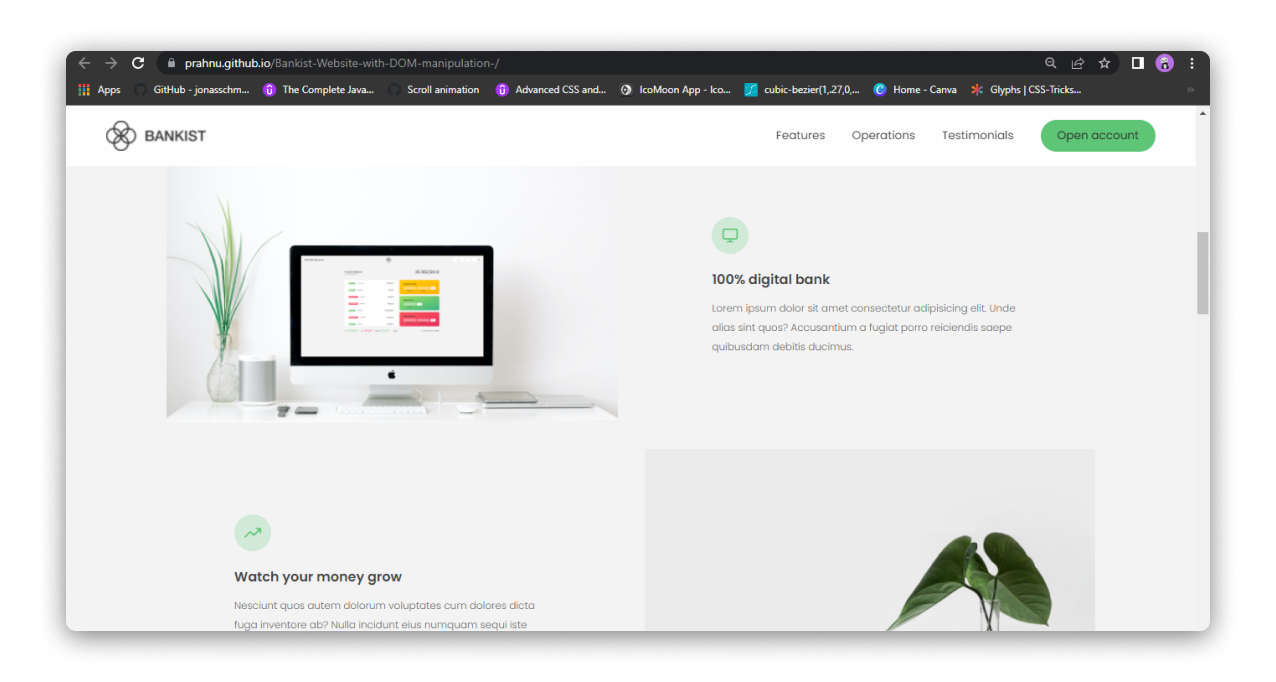 prahnu.github.io/Bankist-Website-with-DOM-manipulation-/
Apps GitHub - jonasschm... The Complete Java... Scroll animation Advanced CSS and... IcoMoon App - Ico... cubic-bezier(1,.27,0,... Home - Canva Glyphs | CSS-Tricks...
BANKIST Features Operations Testimonials Open account
100% digital bank
Lorem ipsum dolor sit amet consectetur adipisicing elit. Unde
alias sint quos? Accusantium a fugiat porro reiciendis saepe
quibusdam debitis ducimus.
Watch your money grow
Nesciunt quos autem dolorum voluptates cum dolores dicta
fuga inventore ab? Nulla incidunt eius numquam sequi iste